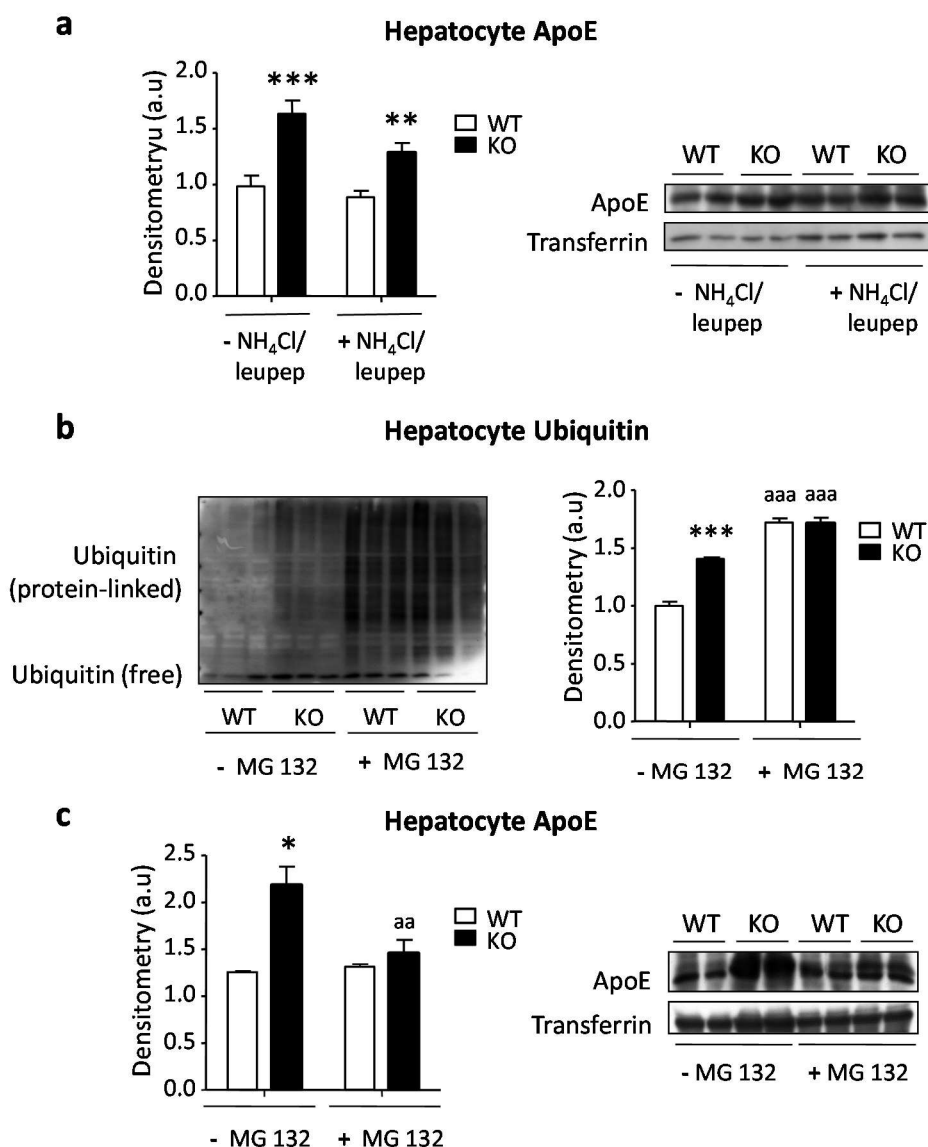 a
Hepatocyte ApoE
Densitometryu (a.u)
2.0
1.5
1.0
0.5
0.0
***
**
WT
KO
- NH₄Cl/
leupep
+ NH₄Cl/
leupep
WT KO WT KO
ApoE
Transferrin
- NH₄Cl/
leupep
+ NH₄Cl/
leupep
b
Hepatocyte Ubiquitin
Ubiquitin
(protein-linked)
Ubiquitin (free)
WT KO WT KO
- MG 132 + MG 132
Densitometry (a.u)
2.0
1.5
1.0
0.5
0.0
***
aaa aaa
WT
KO
- MG 132 + MG 132
c
Hepatocyte ApoE
Densitometry (a.u)
2.5
2.0
1.5
1.0
0.5
0.0
*
aa
WT
KO
- MG 132 + MG 132
WT KO WT KO
ApoE
Transferrin
- MG 132 + MG 132